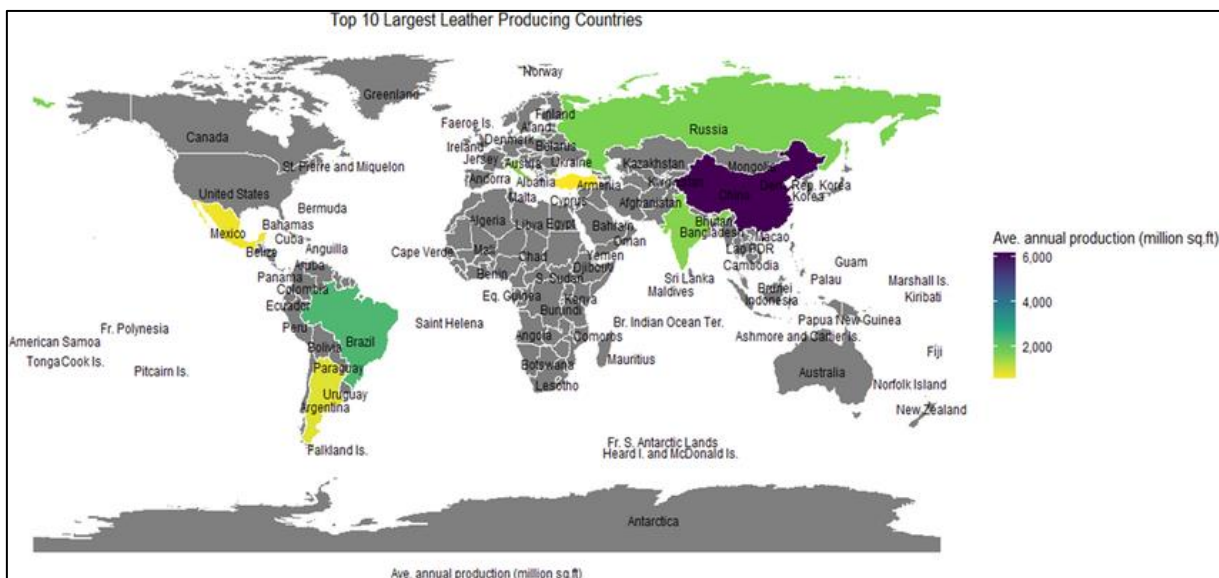 Top 10 Largest Leather Producing Countries
Norway
Greenland
Finland
Faeroe Is.
Aland
Canada
Denmark
Russia
Ireland
Belarus
St. Pierre and Miquelon
Jersey
Austria
Ukraine
Kazakhstan
Mongolia
Andorra
Albania
Armenia
Dem. Rep. Korea
United States
Malta
Cyprus
Afghanistan
China
Korea
Bermuda
Algeria
Libya
Egypt
Bahrain
Bhutan
Mexico
Bahamas
Bangladesh
Macao
Cuba
Oman
Ave. annual production (million sq.ft)
Belize
Anguilla
Cape Verde
Mali
Chad
Yemen
Lao PDR
6,000
Aruba
Djibouti
Cambodia
Guam
Panama
Benin
S. Sudan
Sri Lanka
Palau
Marshall Is.
Colombia
Maldives
Brunei
4,000
Ecuador
Eq. Guinea
Kenya
Indonesia
Kiribati
Burundi
Saint Helena
Br. Indian Ocean Ter.
Papua New Guinea
Fr. Polynesia
Peru
Angola
Comoros
American Samoa
Brazil
2,000
Bolivia
Fiji
Tonga
Cook Is.
Mauritius
Pitcairn Is.
Paraguay
Botswana
Australia
Lesotho
Norfolk Island
Uruguay
Argentina
New Zealand
Falkland Is.
Fr. S. Antarctic Lands
Heard I. and McDonald Is.
Antarctica
Ave. annual production (million sq.ft)